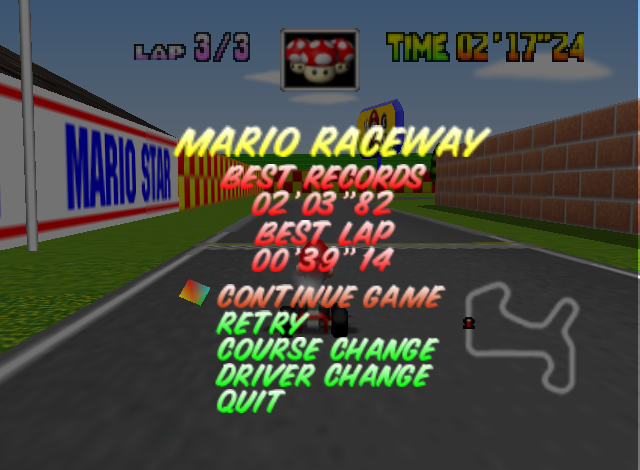 LAP 3/3
TIME 02'17"24
MARIO STAR
MARIO RACEWAY
BEST RECORDS
02'03"82
BEST LAP
00'39"14
CONTINUE GAME
RETRY
COURSE CHANGE
DRIVER CHANGE
QUIT